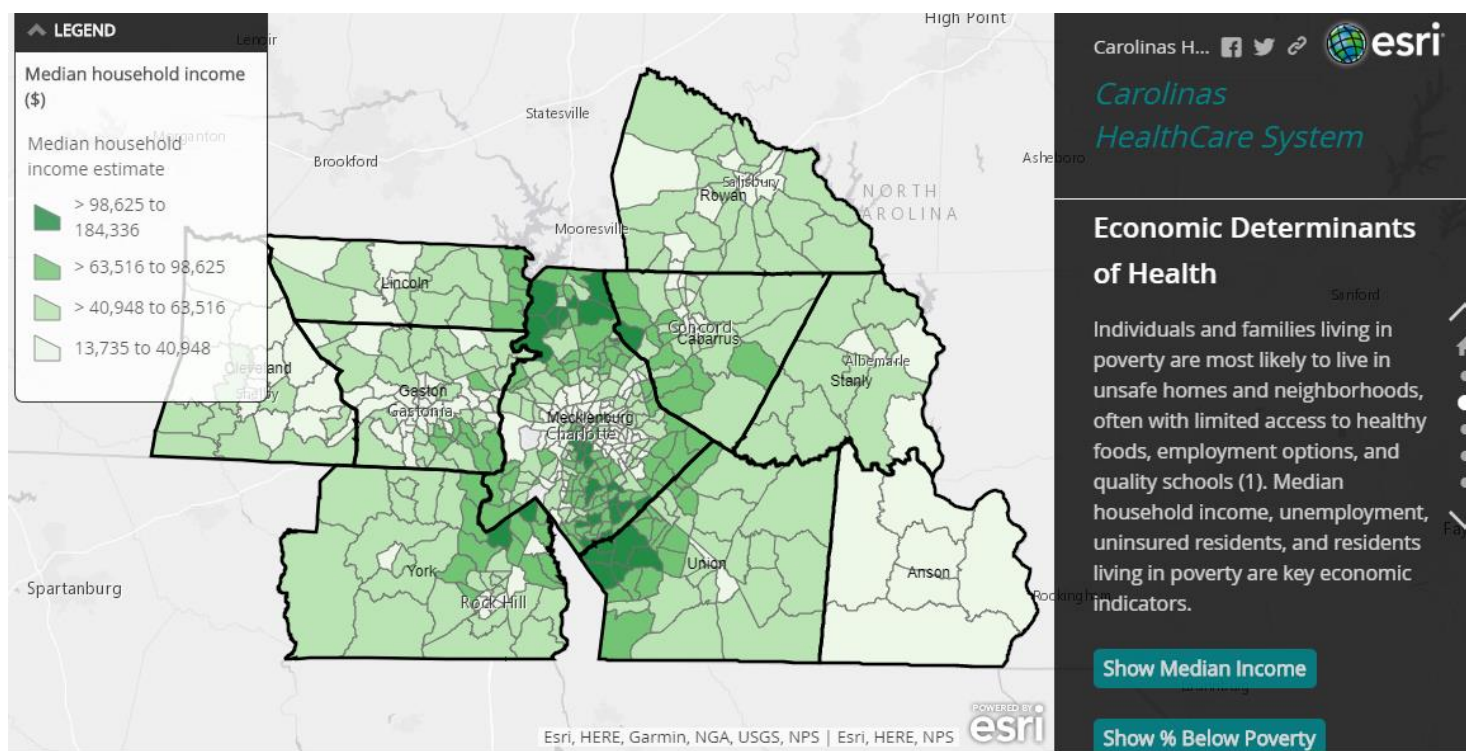 LEGEND
Median household income
($)
Median household
income estimate
> 98,625 to
184,336
> 63,516 to 98,625
> 40,948 to 63,516
13,735 to 40,948
Lenoir
Morganton
High Point
Statesville
Brookford
Asheboro
Salisbury
Rowan
NORTH
CAROLINA
Mooresville
Lincoln
Concord
Cabarrus
Sanford
Cleveland
Shelby
Gaston
Gastonia
Mecklenburg
Charlotte
Albemarle
Stanly
Spartanburg
York
Rock Hill
Union
Anson
Rockingham
Esri, HERE, Garmin, NGA, USGS, NPS | Esri, HERE, NPS
POWERED BY
esri
Carolinas H...
esri
Carolinas
HealthCare System
Economic Determinants
of Health
Individuals and families living in
poverty are most likely to live in
unsafe homes and neighborhoods,
often with limited access to healthy
foods, employment options, and
quality schools (1). Median
household income, unemployment,
uninsured residents, and residents
living in poverty are key economic
indicators.
Show Median Income
Show % Below Poverty